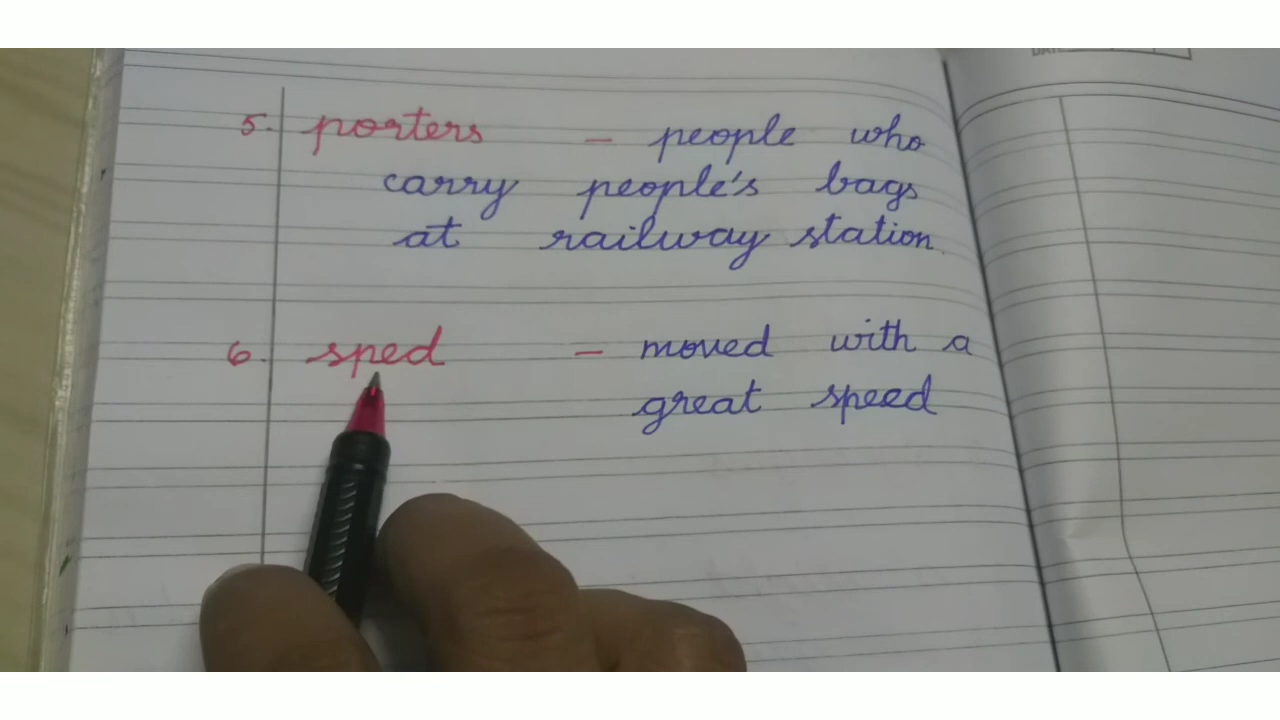 5. porters - people who
carry people's bags
at railway station.
6. sped - moved with a
great speed